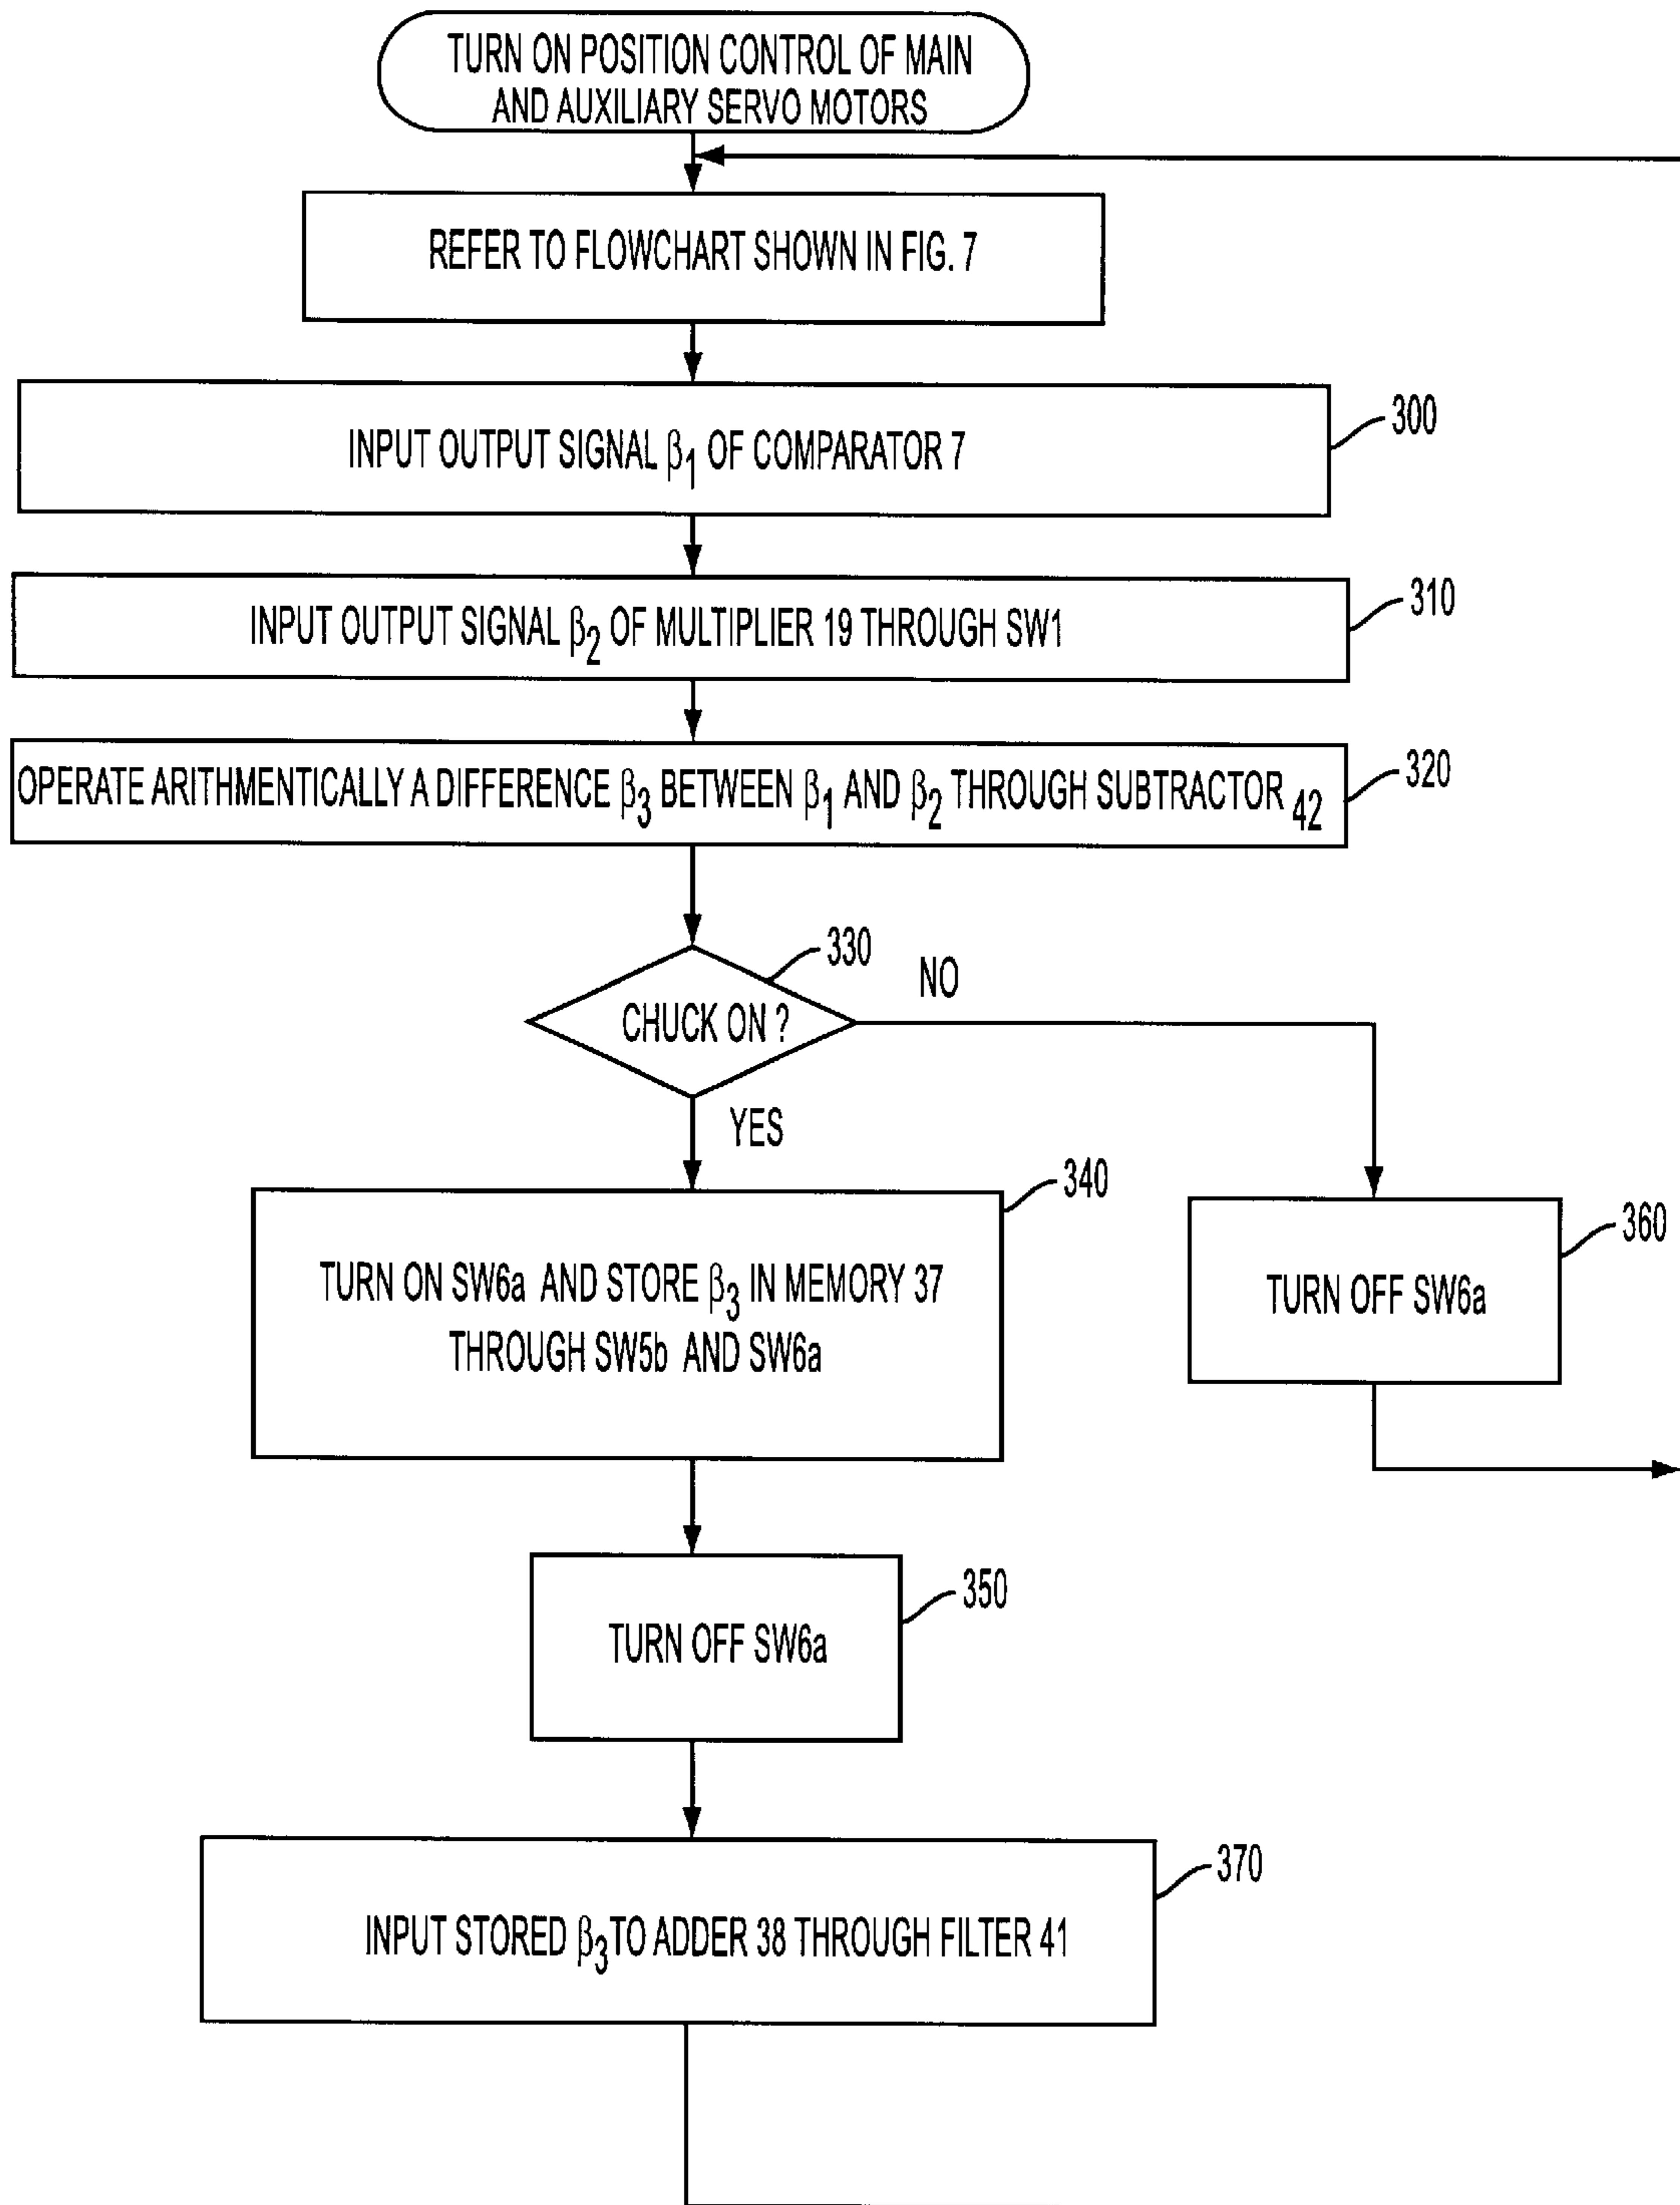 TURN ON POSITION CONTROL OF MAIN
AND AUXILIARY SERVO MOTORS
REFER TO FLOWCHART SHOWN IN FIG. 7
300
INPUT OUTPUT SIGNAL β1 OF COMPARATOR 7
310
INPUT OUTPUT SIGNAL β2 OF MULTIPLIER 19 THROUGH SW1
320
OPERATE ARITHMENTICALLY A DIFFERENCE β3 BETWEEN β1 AND β2 THROUGH SUBTRACTOR 42
330
NO
CHUCK ON ?
YES
340
TURN ON SW6a AND STORE β3 IN MEMORY 37
THROUGH SW5b AND SW6a
360
TURN OFF SW6a
350
TURN OFF SW6a
370
INPUT STORED β3 TO ADDER 38 THROUGH FILTER 41